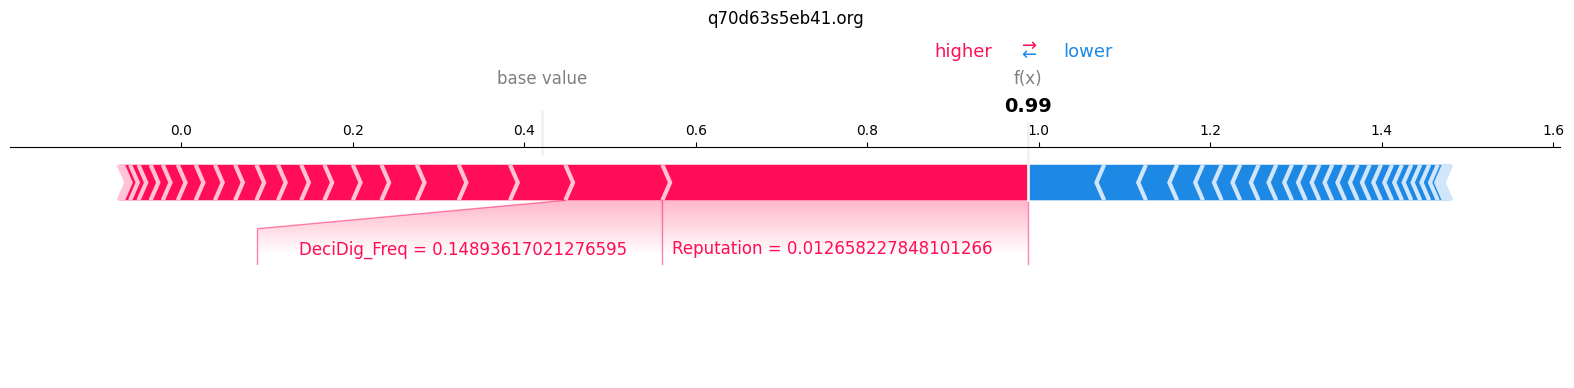 q70d63s5eb41.org
higher ⇄ lower
base value f(x)
0.99
0.0 0.2 0.4 0.6 0.8 1.0 1.2 1.4 1.6
DeciDig_Freq = 0.14893617021276595 Reputation = 0.012658227848101266